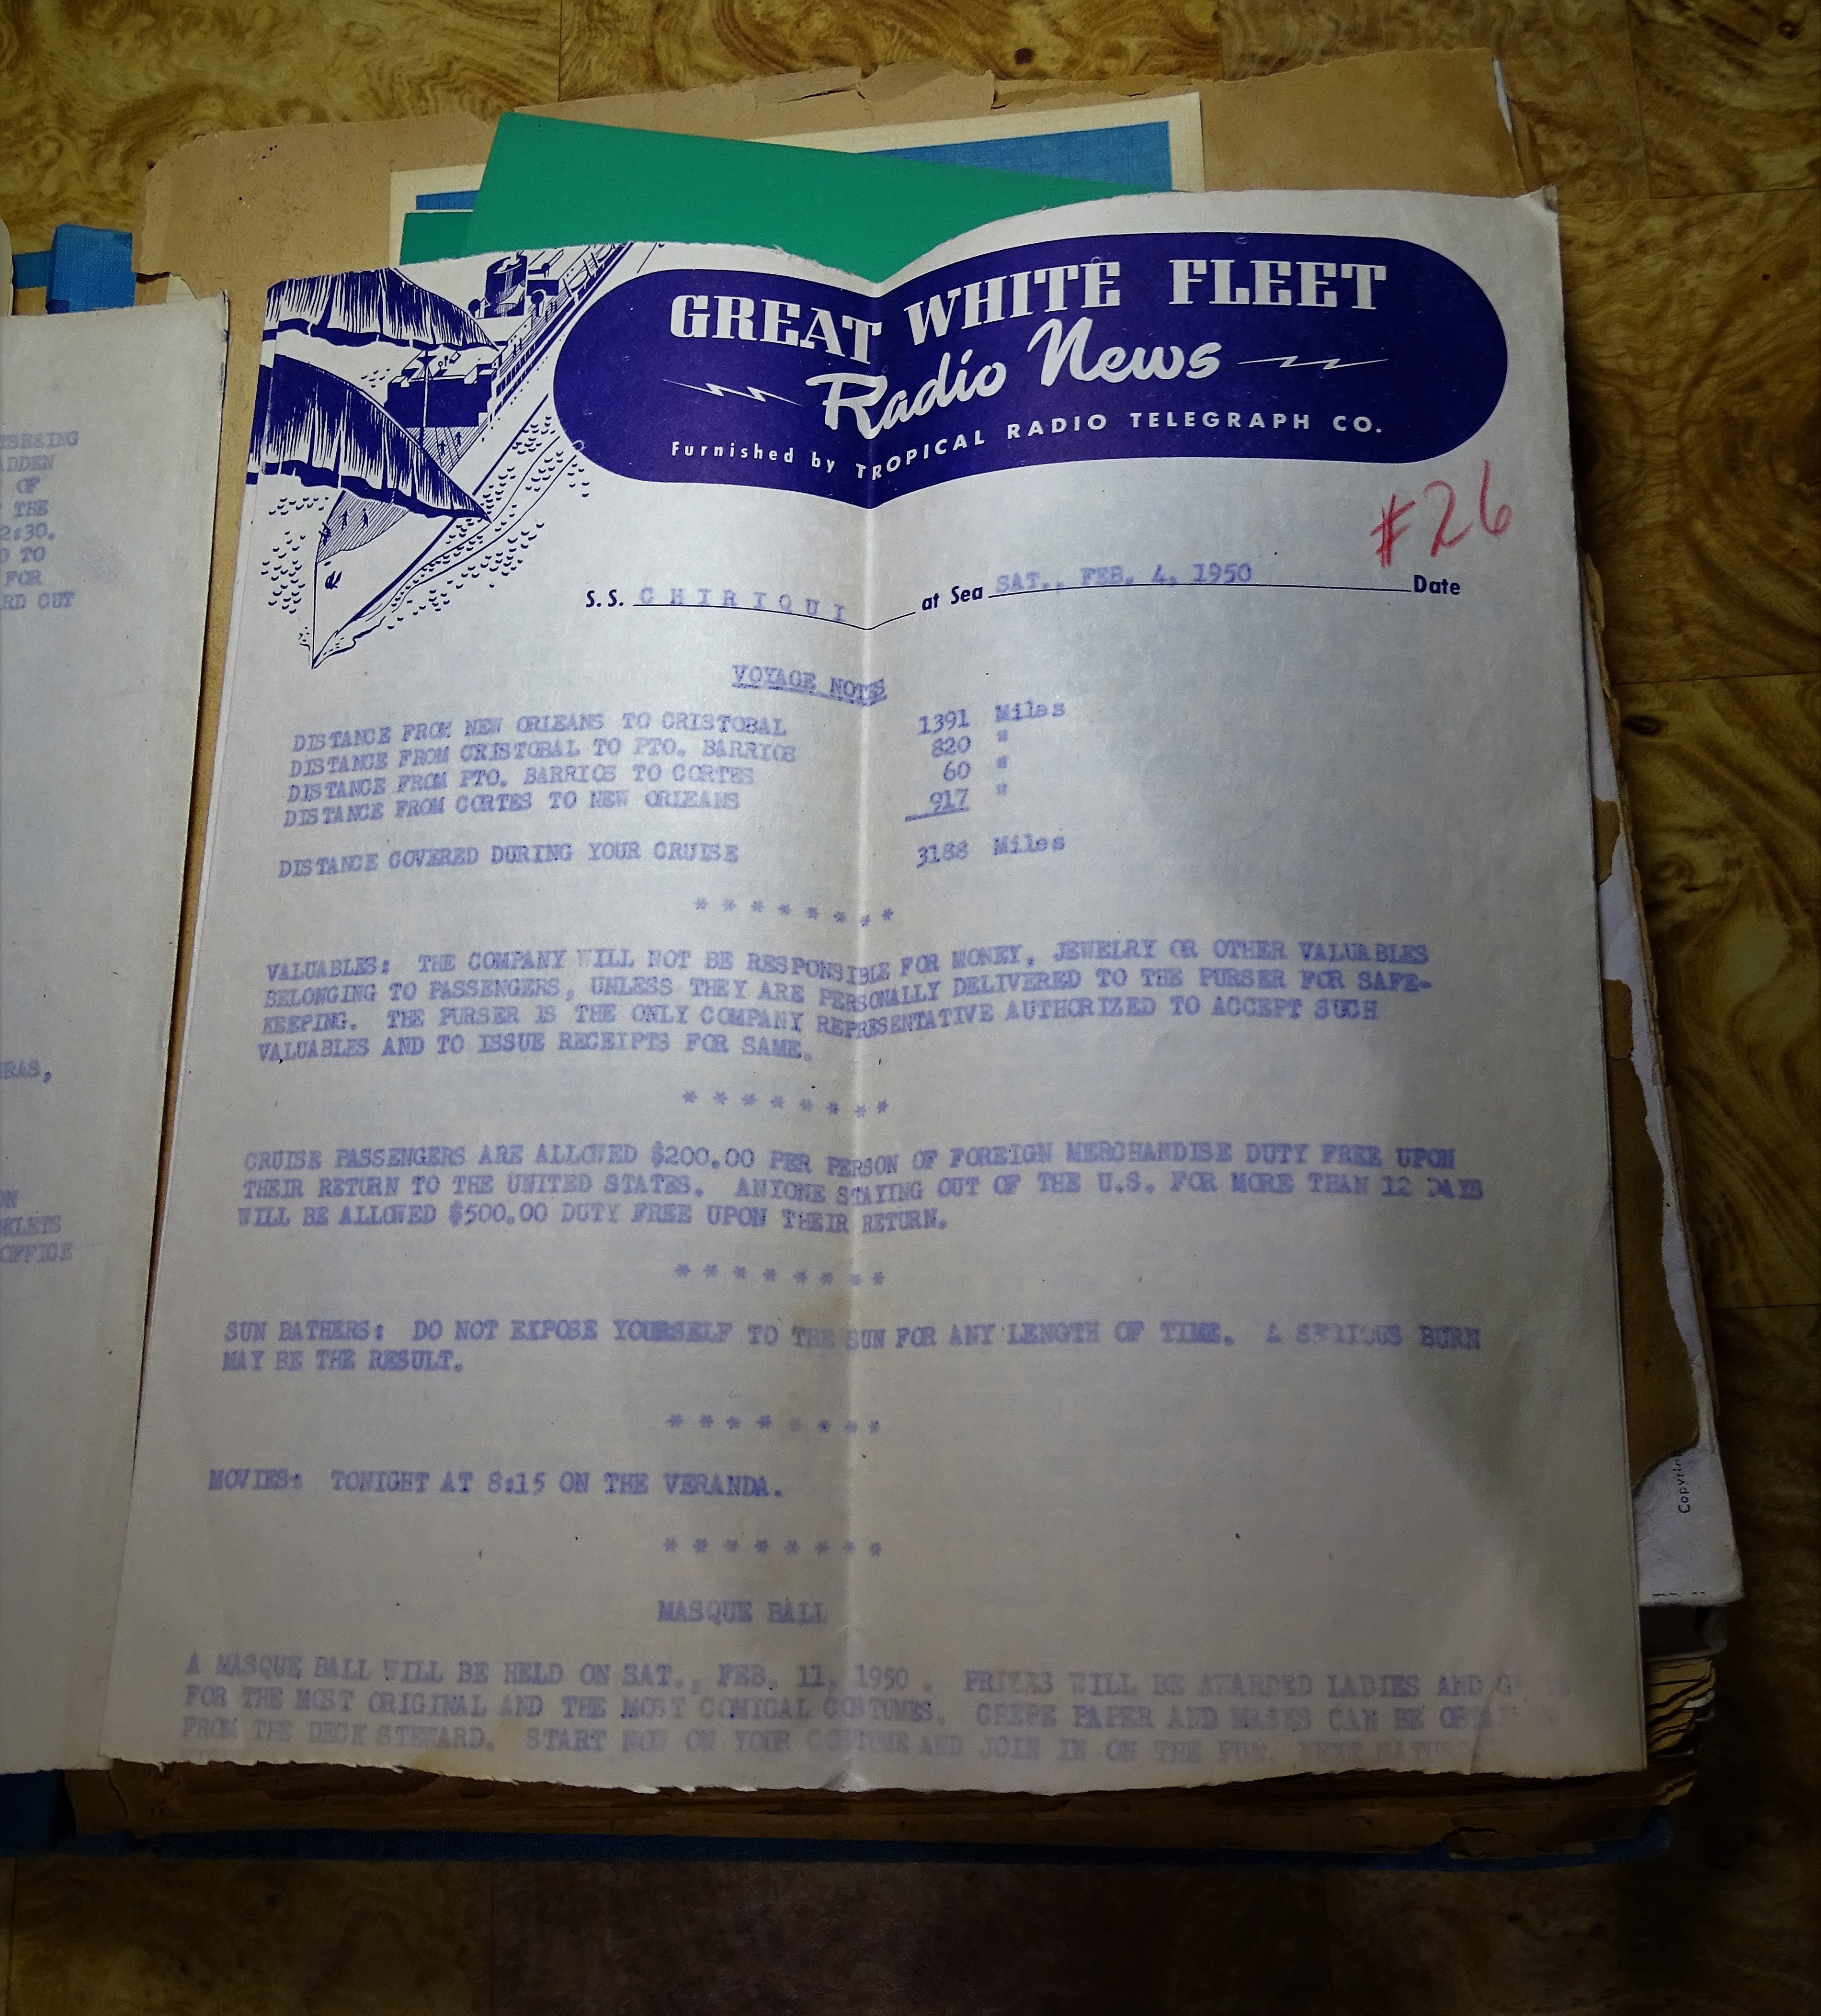 GREAT WHITE FLEET
Radio News
Furnished by TROPICAL RADIO TELEGRAPH CO.
#26
S.S. CHIRIQUI at Sea SAT., FEB. 4, 1950 Date
VOYAGE NOTES
DISTANCE FROM NEW ORLEANS TO CRISTOBAL 1391 Miles
DISTANCE FROM CRISTOBAL TO PTO. BARRIOS 820 "
DISTANCE FROM PTO. BARRIOS TO CORTES 60 "
DISTANCE FROM CORTES TO NEW ORLEANS 917 "
DISTANCE COVERED DURING YOUR CRUISE 3188 Miles
* * * * * * * *
VALUABLES: THE COMPANY WILL NOT BE RESPONSIBLE FOR MONEY, JEWELRY OR OTHER VALUABLES
BELONGING TO PASSENGERS, UNLESS THEY ARE PERSONALLY DELIVERED TO THE PURSER FOR SAFE-
KEEPING. THE PURSER IS THE ONLY COMPANY REPRESENTATIVE AUTHORIZED TO ACCEPT SUCH
VALUABLES AND TO ISSUE RECEIPTS FOR SAME.
* * * * * * * *
CRUISE PASSENGERS ARE ALLOWED $200.00 PER PERSON OF FOREIGN MERCHANDISE DUTY FREE UPON
THEIR RETURN TO THE UNITED STATES. ANYONE STAYING OUT OF THE U.S. FOR MORE THAN 12 DAYS
WILL BE ALLOWED $500.00 DUTY FREE UPON THEIR RETURN.
* * * * * * * *
SUN BATHERS: DO NOT EXPOSE YOURSELF TO THE SUN FOR ANY LENGTH OF TIME. A SERIOUS BURN
MAY BE THE RESULT.
* * * * * * * *
MOVIES: TONIGHT AT 8:15 ON THE VERANDA.
* * * * * * * *
MASQUE BALL
A MASQUE BALL WILL BE HELD ON SAT., FEB. 11, 1950 . PRIZES WILL BE AWARDED LADIES AND
FOR THE MOST ORIGINAL AND THE MOST COMICAL COSTUMES. CREPE PAPER AND MASKS CAN BE
FROM THE DECK STEWARD. START NOW ON YOUR COSTUME AND JOIN IN ON THE FUN, NEXT
OF
THE
2:30.
TO
FOR
OUT
OFFICE